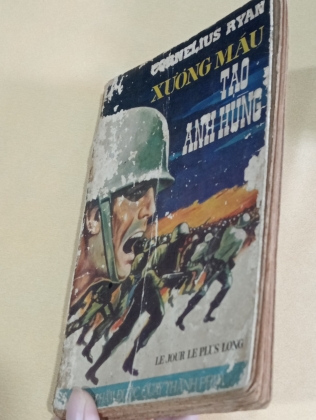 CORNELIUS RYAN
XƯƠNG MÁU
TẠO
ANH HÙNG
LE JOUR LE PLUS LONG